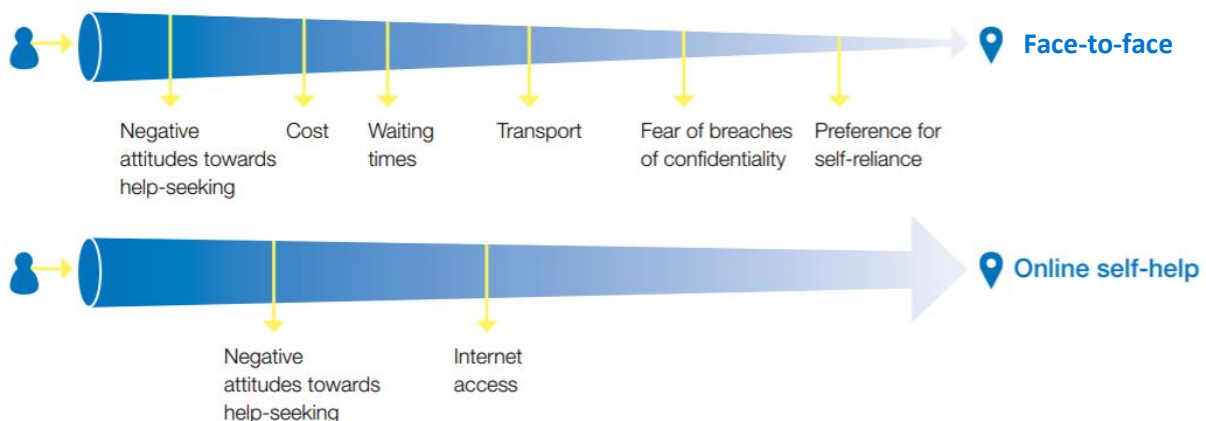 Face-to-face
Negative
attitudes towards
help-seeking
Cost
Waiting
times
Transport
Fear of breaches
of confidentiality
Preference for
self-reliance
Online self-help
Negative
attitudes towards
help-seeking
Internet
access